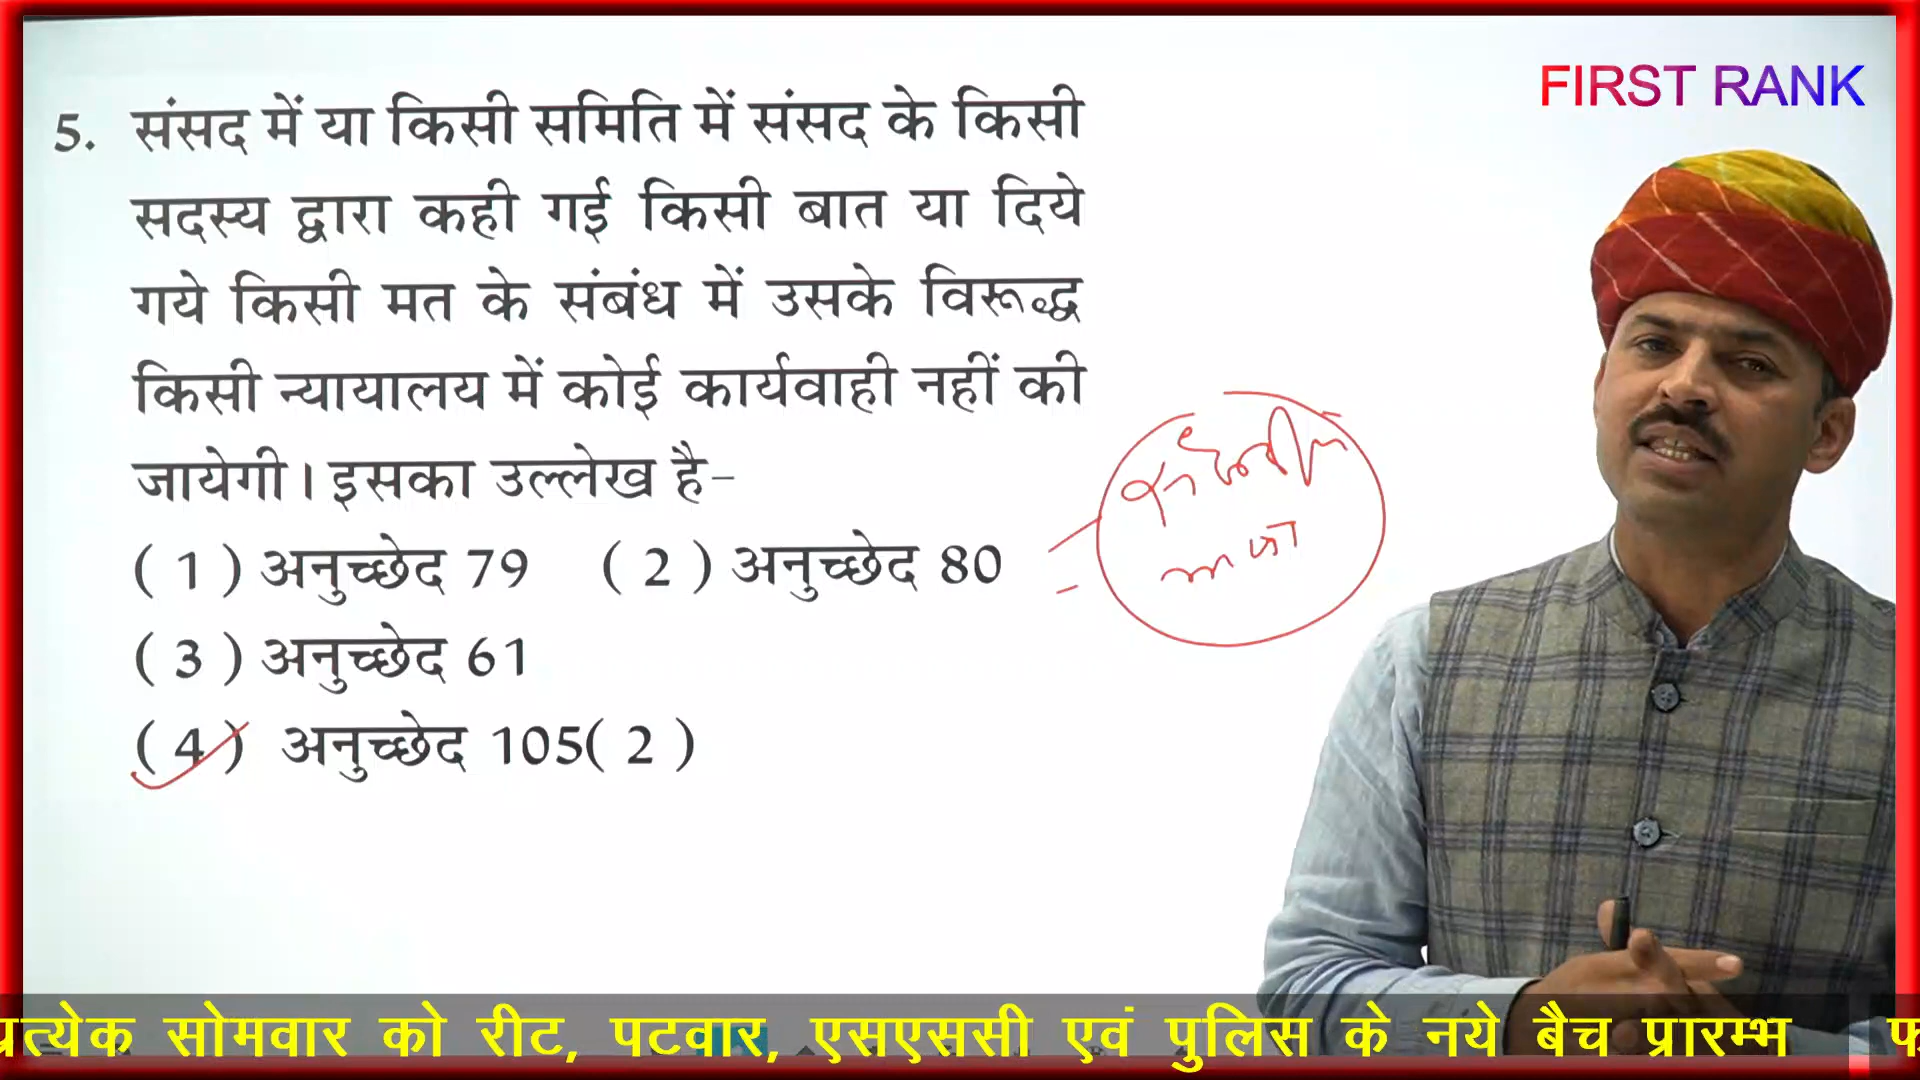 FIRST RANK
5. संसद में या किसी समिति में संसद के किसी
सदस्य द्वारा कही गई किसी बात या दिये
गये किसी मत के संबंध में उसके विरूद्ध
किसी न्यायालय में कोई कार्यवाही नहीं की
जायेगी। इसका उल्लेख है-
( 1 ) अनुच्छेद 79 ( 2 ) अनुच्छेद 80
( 3 ) अनुच्छेद 61
( 4 ) अनुच्छेद 105( 2 )
प्रत्येक सोमवार को रीट, पटवार, एसएससी एवं पुलिस के नये बैच प्रारम्भ